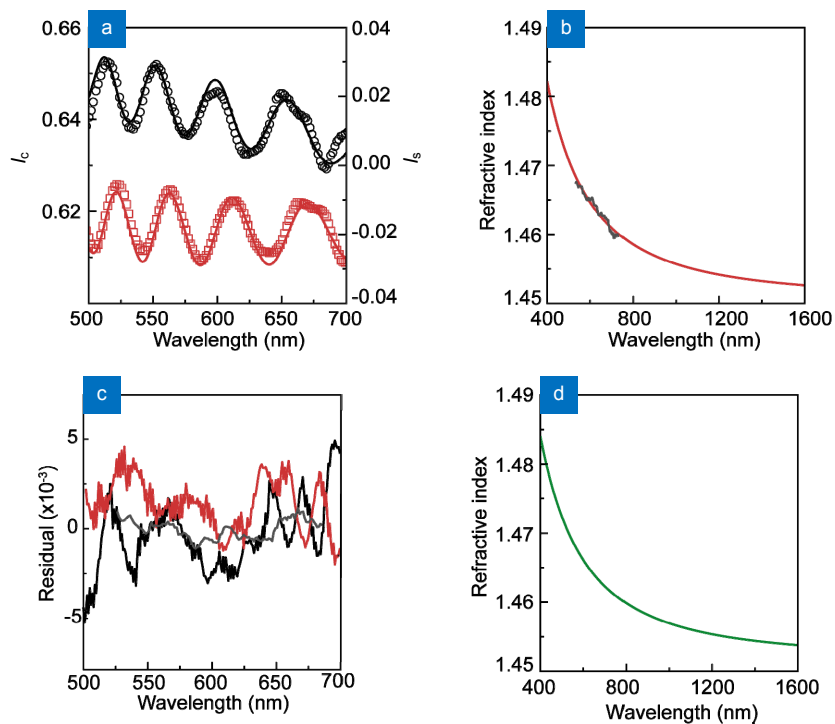 a
0.66
0.64
0.62
I_c
0.04
0.02
0.00
-0.02
-0.04
I_s
500 550 600 650 700
Wavelength (nm)
b
1.49
1.48
1.47
1.46
1.45
Refractive index
400 800 1200 1600
Wavelength (nm)
c
5
0
-5
Residual (x10⁻³)
500 550 600 650 700
Wavelength (nm)
d
1.49
1.48
1.47
1.46
1.45
Refractive index
400 800 1200 1600
Wavelength (nm)